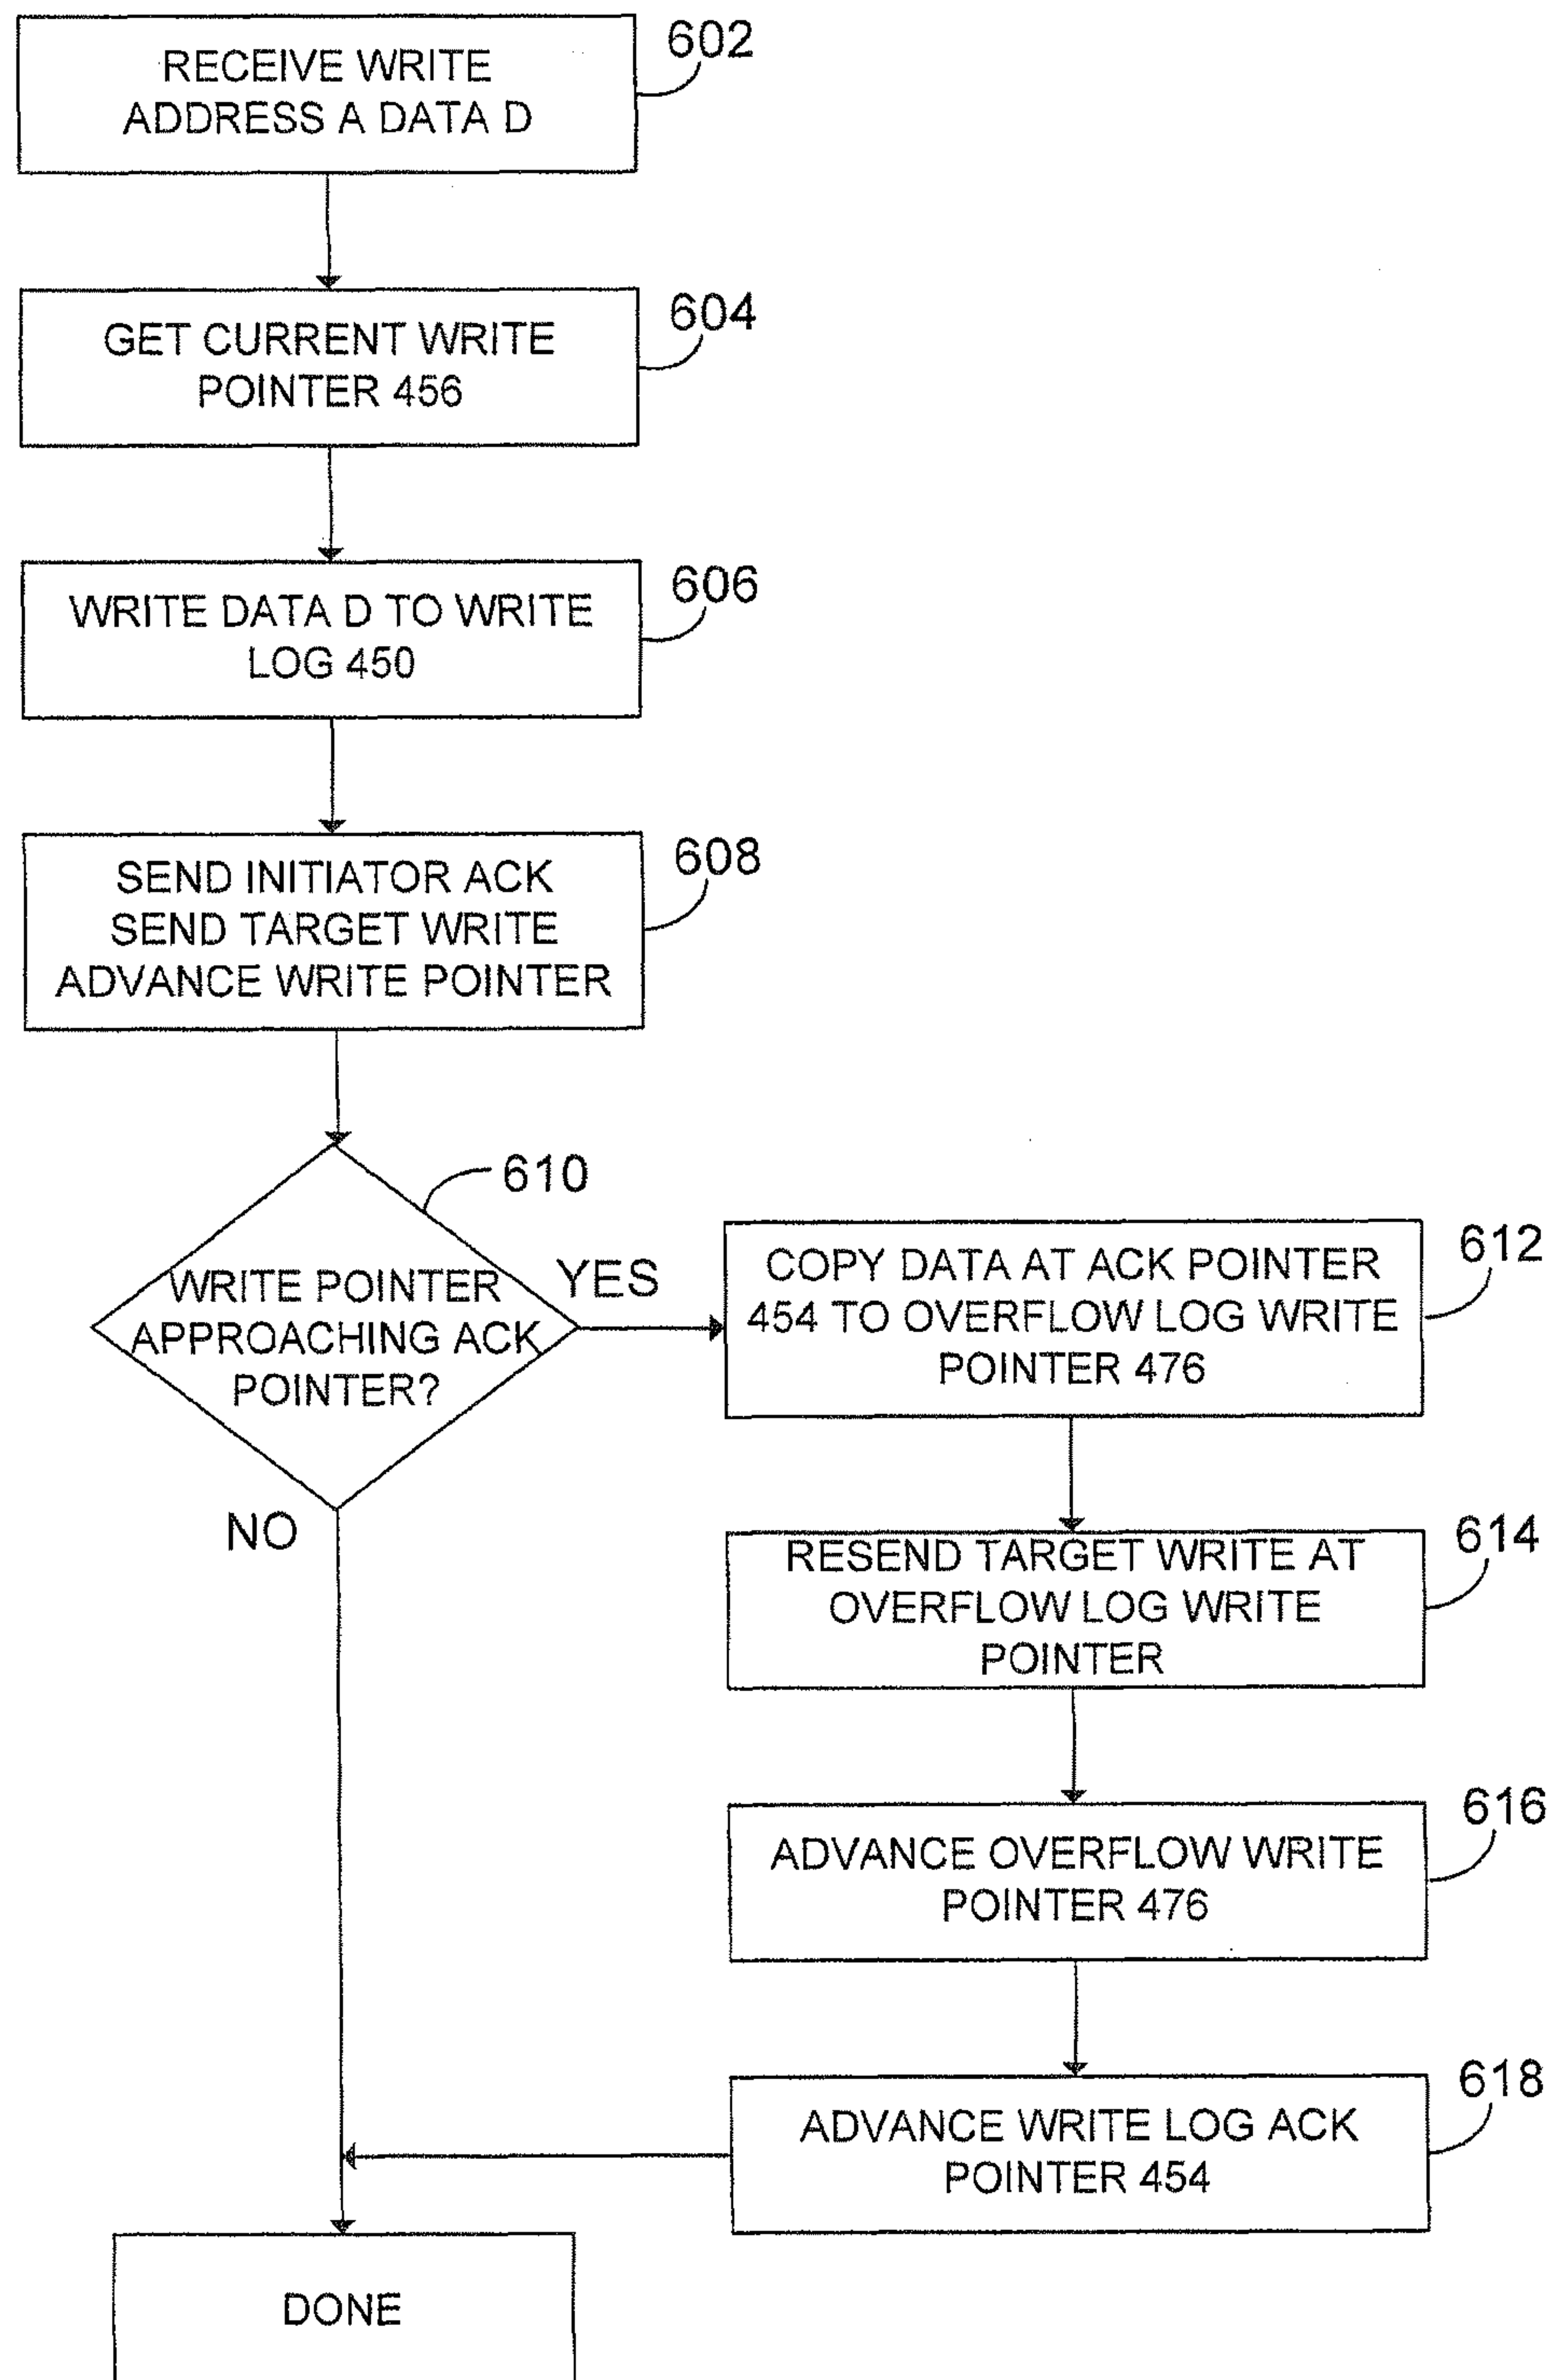 602
RECEIVE WRITE
ADDRESS A DATA D
604
GET CURRENT WRITE
POINTER 456
606
WRITE DATA D TO WRITE
LOG 450
608
SEND INITIATOR ACK
SEND TARGET WRITE
ADVANCE WRITE POINTER
610
WRITE POINTER
APPROACHING ACK
POINTER?
YES
NO
612
COPY DATA AT ACK POINTER
454 TO OVERFLOW LOG WRITE
POINTER 476
614
RESEND TARGET WRITE AT
OVERFLOW LOG WRITE
POINTER
616
ADVANCE OVERFLOW WRITE
POINTER 476
618
ADVANCE WRITE LOG ACK
POINTER 454
DONE